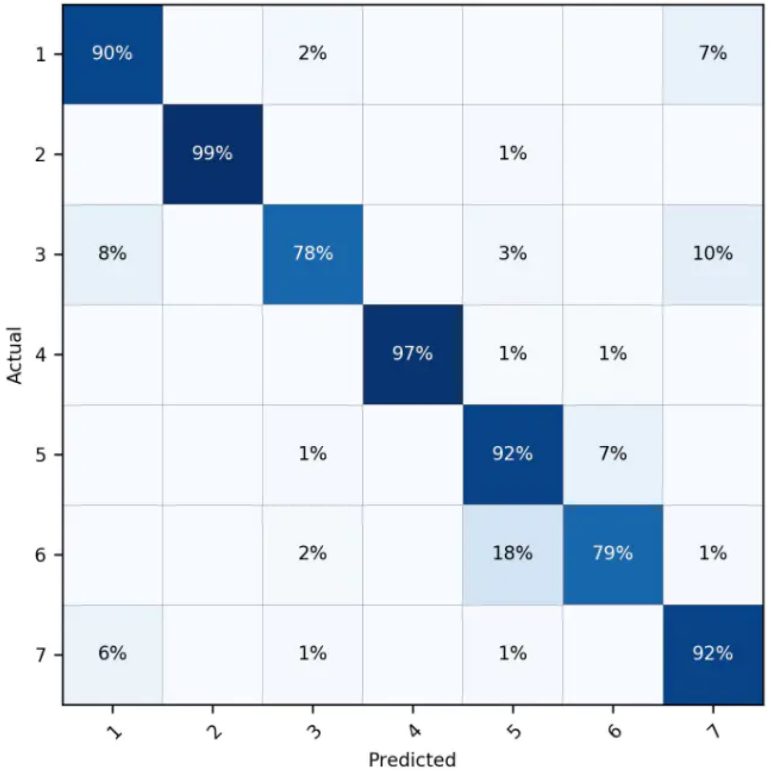 1 90% 2% 7%
2 99% 1%
3 8% 78% 3% 10%
4 97% 1% 1%
5 1% 92% 7%
6 2% 18% 79% 1%
7 6% 1% 1% 92%
Actual
1 2 3 4 5 6 7
Predicted